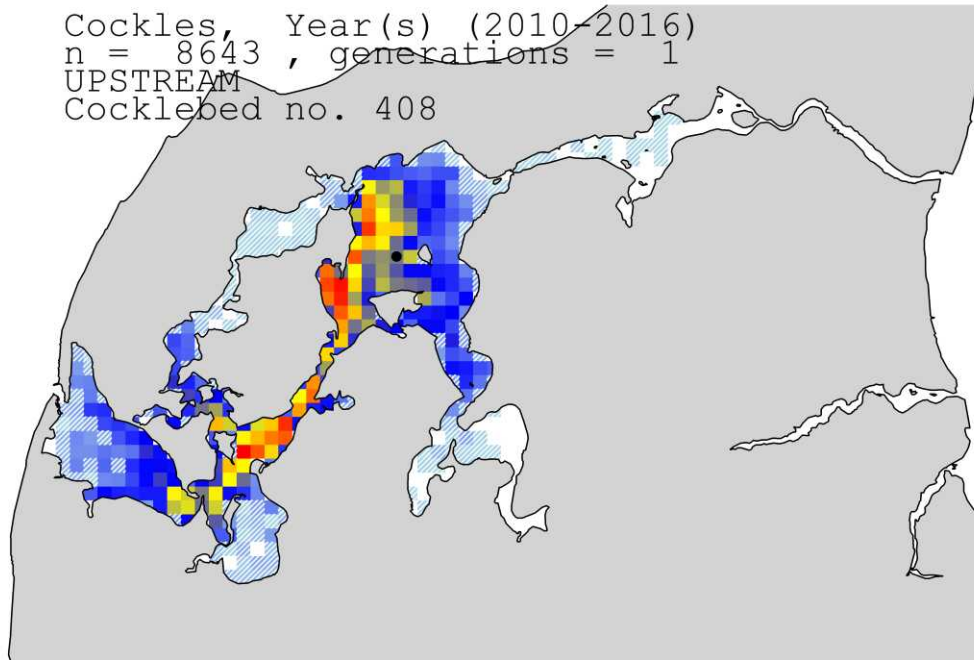 Cockles, Year(s) (2010-2016)
n = 8643 , generations = 1
UPSTREAM
Cocklebed no. 408